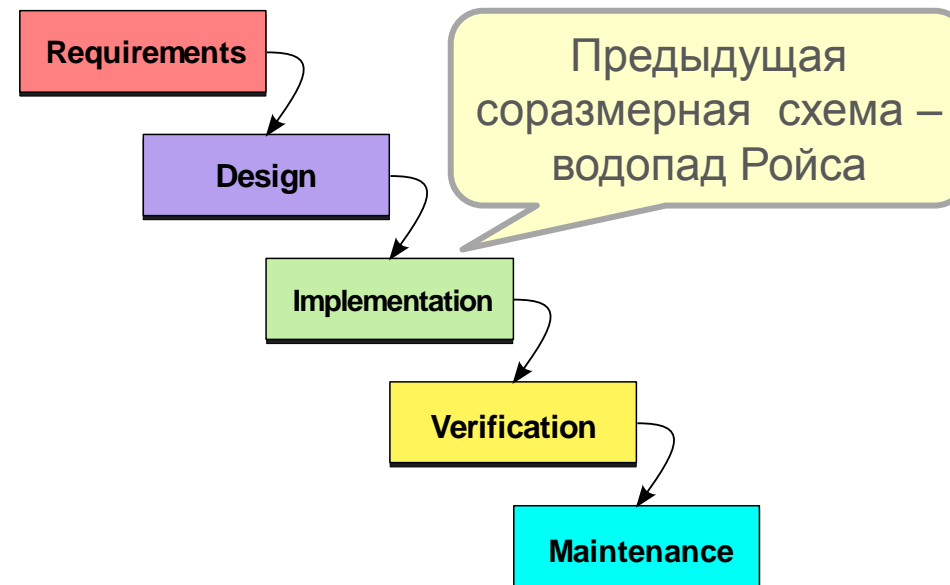 Requirements
Предыдущая
соразмерная схема –
водопад Ройса
Design
Implementation
Verification
Maintenance